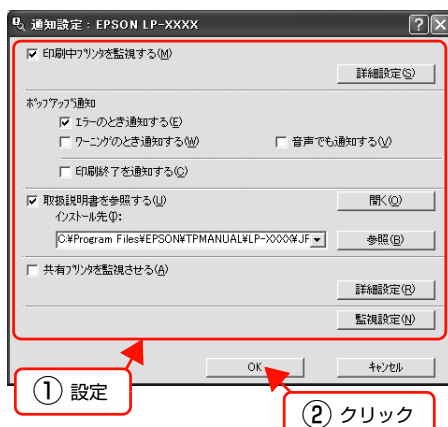 通知設定：EPSON LP-XXXX
印刷中プリンタを監視する(M)
詳細設定(S)
ポップアップ通知
エラーのとき通知する(E)
ワーニングのとき通知する(W)
音声でも通知する(V)
印刷終了を通知する(C)
取扱説明書を参照する(U)
開く(O)
インストール先(I):
C:¥Program Files¥EPSON¥TPMANUAL¥LP-XXXX¥JF
参照(B)
共有プリンタを監視させる(A)
詳細設定(R)
監視設定(N)
OK
キャンセル
① 設定
② クリック